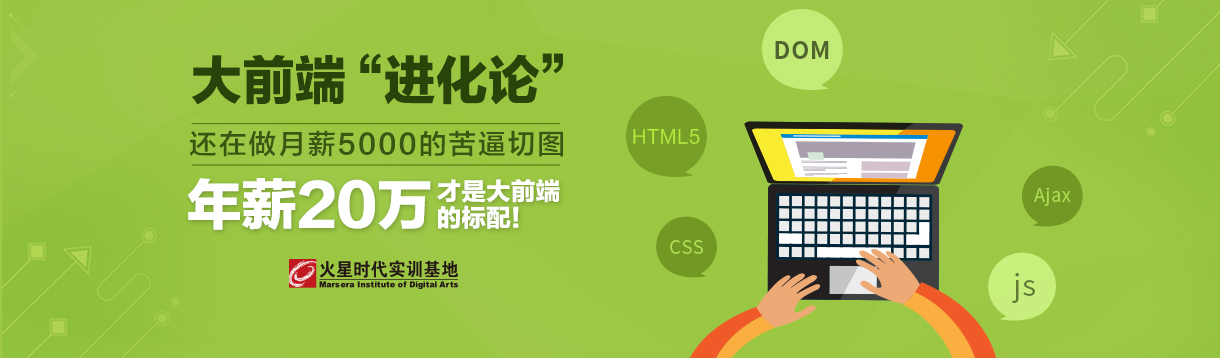 大前端“进化论”
还在做月薪5000的苦逼切图
年薪20万才是大前端
的标配!
火星时代实训基地
Marsera Institute of Digital Arts
DOM
HTML5
CSS
Ajax
js